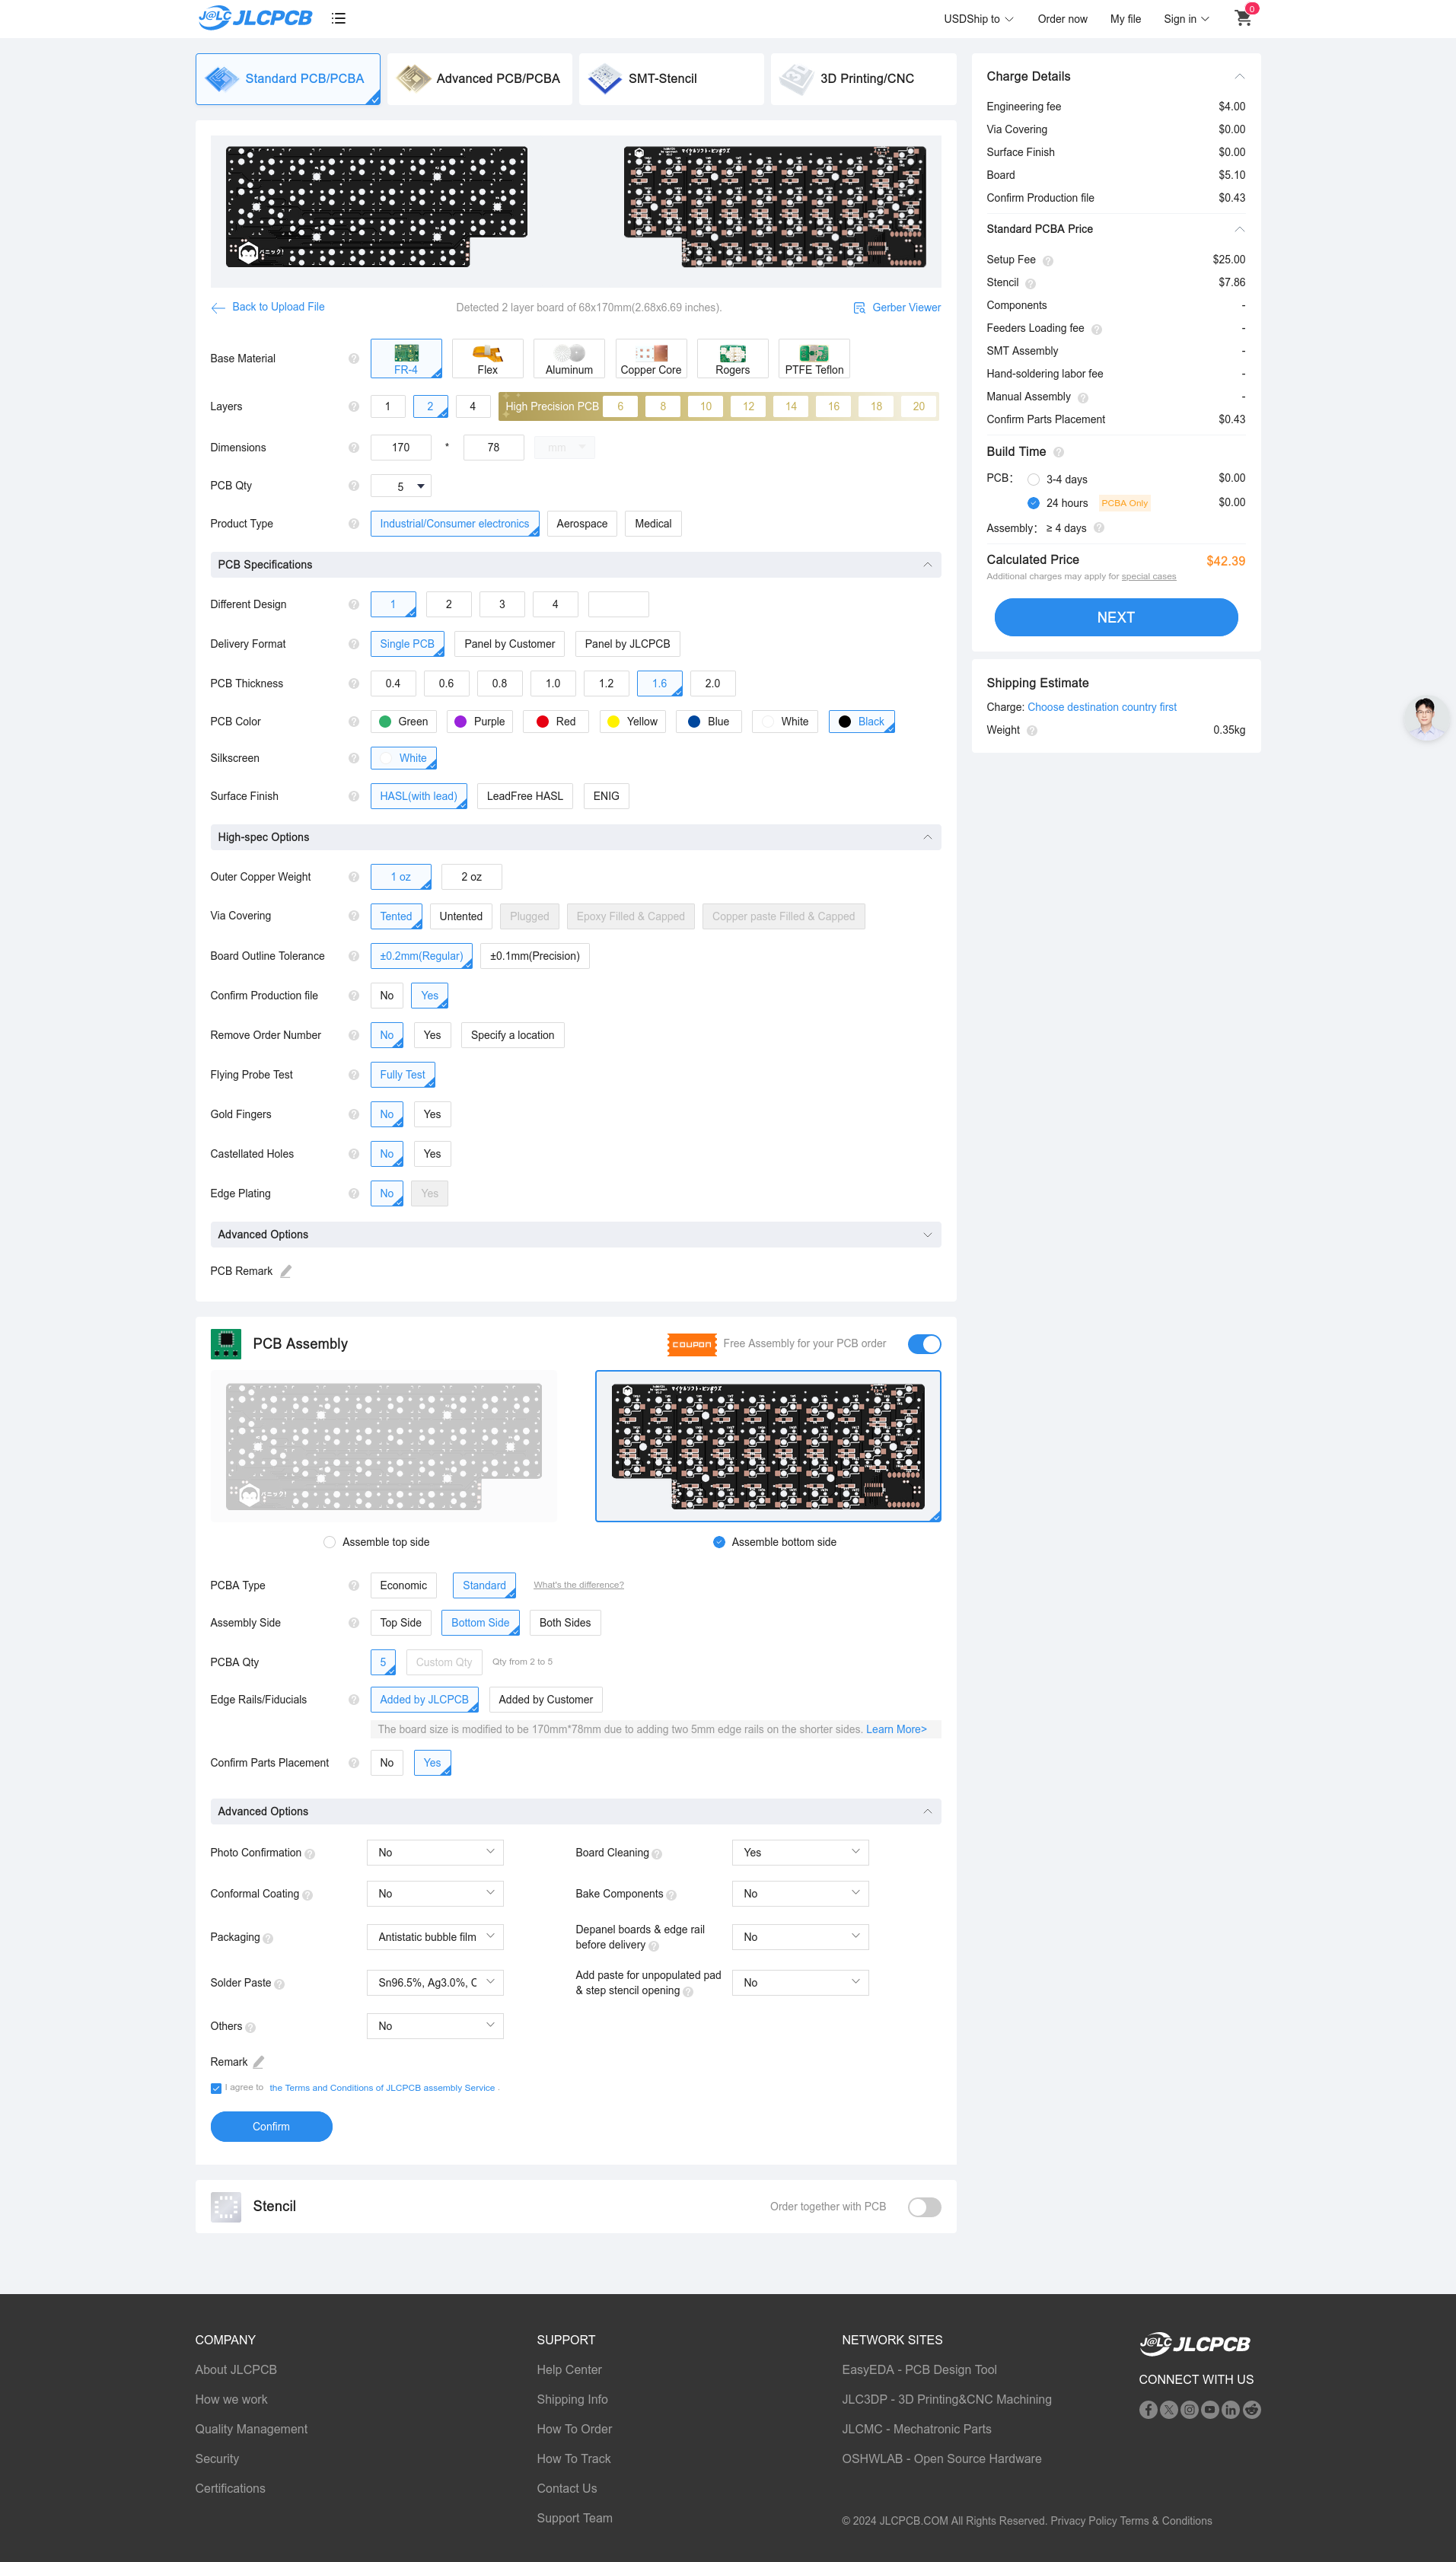 J@LC JLCPCB
USD Ship to
Order now
My file
Sign in
0
Standard PCB/PCBA
Advanced PCB/PCBA
SMT-Stencil
3D Printing/CNC
マイクルソフト・ピンボウズ
Back to Upload File
Detected 2 layer board of 68x170mm(2.68x6.69 inches).
Gerber Viewer
Base Material
FR-4
Flex
Aluminum
Copper Core
Rogers
PTFE Teflon
Layers
1
2
4
High Precision PCB
6
8
10
12
14
16
18
20
Dimensions
170
*
78
mm
PCB Qty
5
Product Type
Industrial/Consumer electronics
Aerospace
Medical
PCB Specifications
Different Design
1
2
3
4
Delivery Format
Single PCB
Panel by Customer
Panel by JLCPCB
PCB Thickness
0.4
0.6
0.8
1.0
1.2
1.6
2.0
PCB Color
Green
Purple
Red
Yellow
Blue
White
Black
Silkscreen
White
Surface Finish
HASL(with lead)
LeadFree HASL
ENIG
High-spec Options
Outer Copper Weight
1 oz
2 oz
Via Covering
Tented
Untented
Plugged
Epoxy Filled & Capped
Copper paste Filled & Capped
Board Outline Tolerance
±0.2mm(Regular)
±0.1mm(Precision)
Confirm Production file
No
Yes
Remove Order Number
No
Yes
Specify a location
Flying Probe Test
Fully Test
Gold Fingers
No
Yes
Castellated Holes
No
Yes
Edge Plating
No
Yes
Advanced Options
PCB Remark
PCB Assembly
COUPON
Free Assembly for your PCB order
Assemble top side
Assemble bottom side
PCBA Type
Economic
Standard
What's the difference?
Assembly Side
Top Side
Bottom Side
Both Sides
PCBA Qty
5
Custom Qty
Qty from 2 to 5
Edge Rails/Fiducials
Added by JLCPCB
Added by Customer
The board size is modified to be 170mm*78mm due to adding two 5mm edge rails on the shorter sides. Learn More>
Confirm Parts Placement
No
Yes
Advanced Options
Photo Confirmation
No
Board Cleaning
Yes
Conformal Coating
No
Bake Components
No
Packaging
Antistatic bubble film
Depanel boards & edge rail
before delivery
No
Solder Paste
Sn96.5%, Ag3.0%, C
Add paste for unpopulated pad
& step stencil opening
No
Others
No
Remark
I agree to the Terms and Conditions of JLCPCB assembly Service .
Confirm
Stencil
Order together with PCB
Charge Details
Engineering fee
$4.00
Via Covering
$0.00
Surface Finish
$0.00
Board
$5.10
Confirm Production file
$0.43
Standard PCBA Price
Setup Fee
$25.00
Stencil
$7.86
Components
-
Feeders Loading fee
-
SMT Assembly
-
Hand-soldering labor fee
-
Manual Assembly
-
Confirm Parts Placement
$0.43
Build Time
PCB:
3-4 days
$0.00
24 hours
PCBA Only
$0.00
Assembly: ≥ 4 days
Calculated Price
$42.39
Additional charges may apply for special cases
NEXT
Shipping Estimate
Charge: Choose destination country first
Weight
0.35kg
COMPANY
About JLCPCB
How we work
Quality Management
Security
Certifications
SUPPORT
Help Center
Shipping Info
How To Order
How To Track
Contact Us
Support Team
NETWORK SITES
EasyEDA - PCB Design Tool
JLC3DP - 3D Printing&CNC Machining
JLCMC - Mechatronic Parts
OSHWLAB - Open Source Hardware
J@LC JLCPCB
CONNECT WITH US
© 2024 JLCPCB.COM All Rights Reserved. Privacy Policy Terms & Conditions